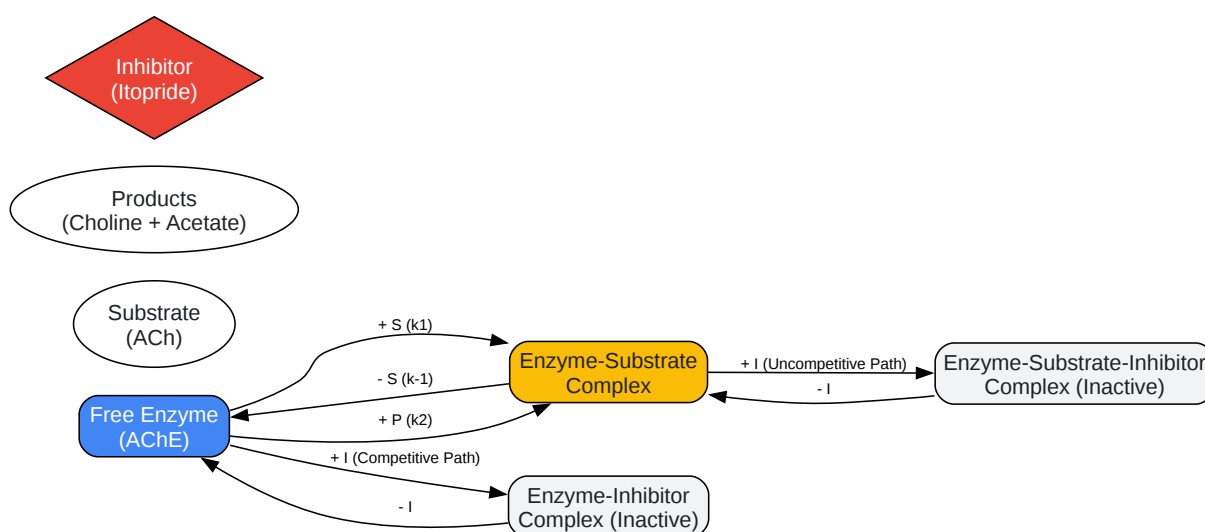 Inhibitor
(Itopride)
Products
(Choline + Acetate)
Substrate
(ACh)
+ S (k1)
Enzyme-Substrate
Complex
+ I (Uncompetitive Path)
Enzyme-Substrate-Inhibitor
Complex (Inactive)
- S (k-1)
- I
Free Enzyme
(AChE)
+ P (k2)
+ I (Competitive Path)
Enzyme-Inhibitor
Complex (Inactive)
- I